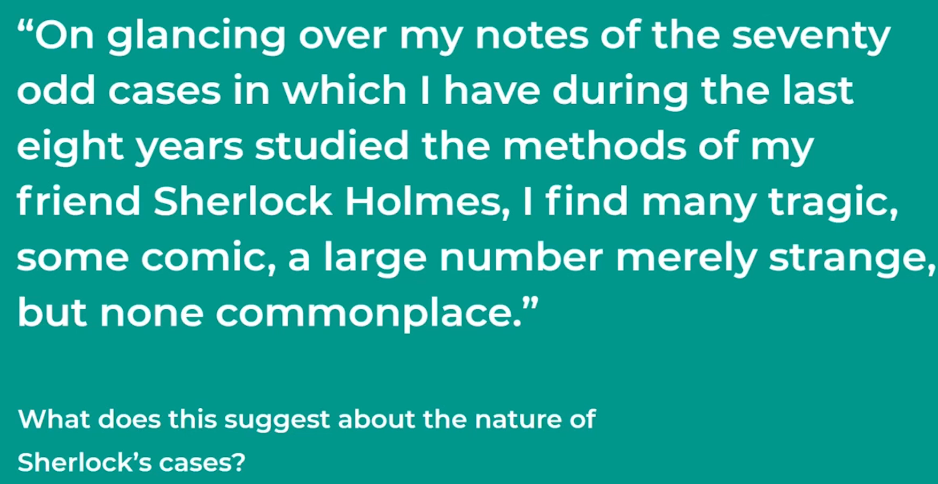 “On glancing over my notes of the seventy
odd cases in which I have during the last
eight years studied the methods of my
friend Sherlock Holmes, I find many tragic,
some comic, a large number merely strange,
but none commonplace.”
What does this suggest about the nature of
Sherlock’s cases?